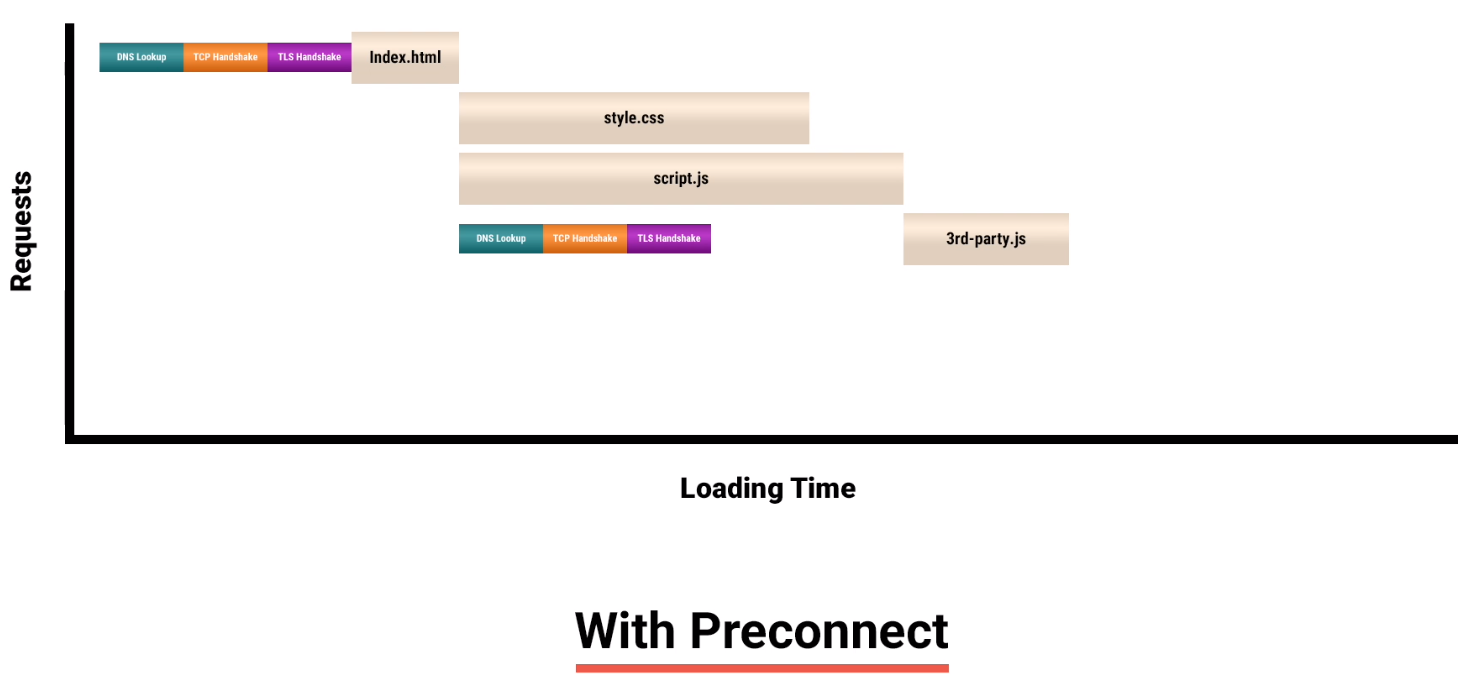 DNS Lookup TCP Handshake TLS Handshake Index.html
style.css
script.js
DNS Lookup TCP Handshake TLS Handshake 3rd-party.js
Requests
Loading Time
With Preconnect